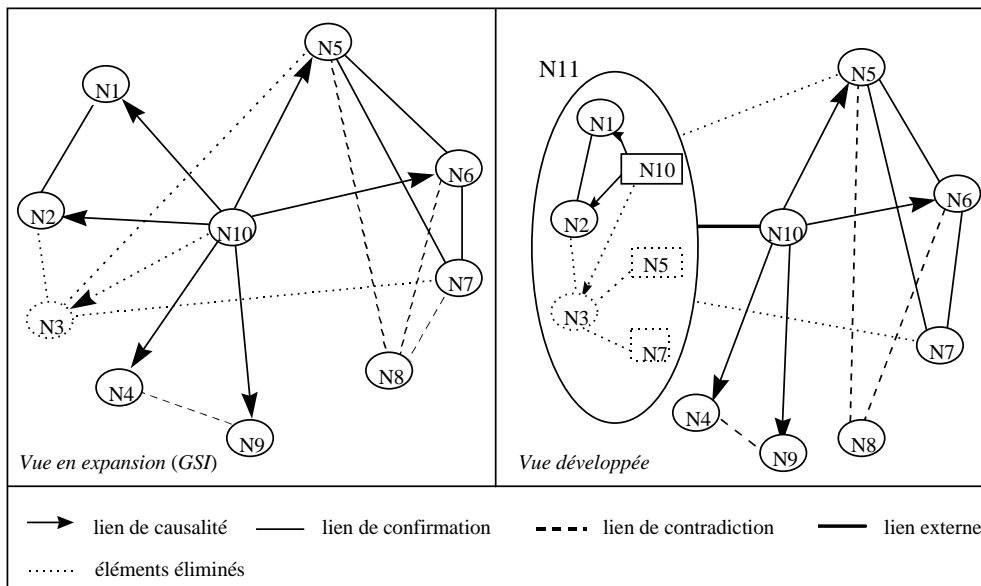 N5
N1
N6
N2
N10
N7
N3
N8
N4
N9
Vue en expansion (GSI)
N11
N5
N1
N10
N6
N2
N10
N5
N3
N7
N7
N4
N8
N9
Vue développée
lien de causalité
lien de confirmation
lien de contradiction
lien externe
éléments éliminés